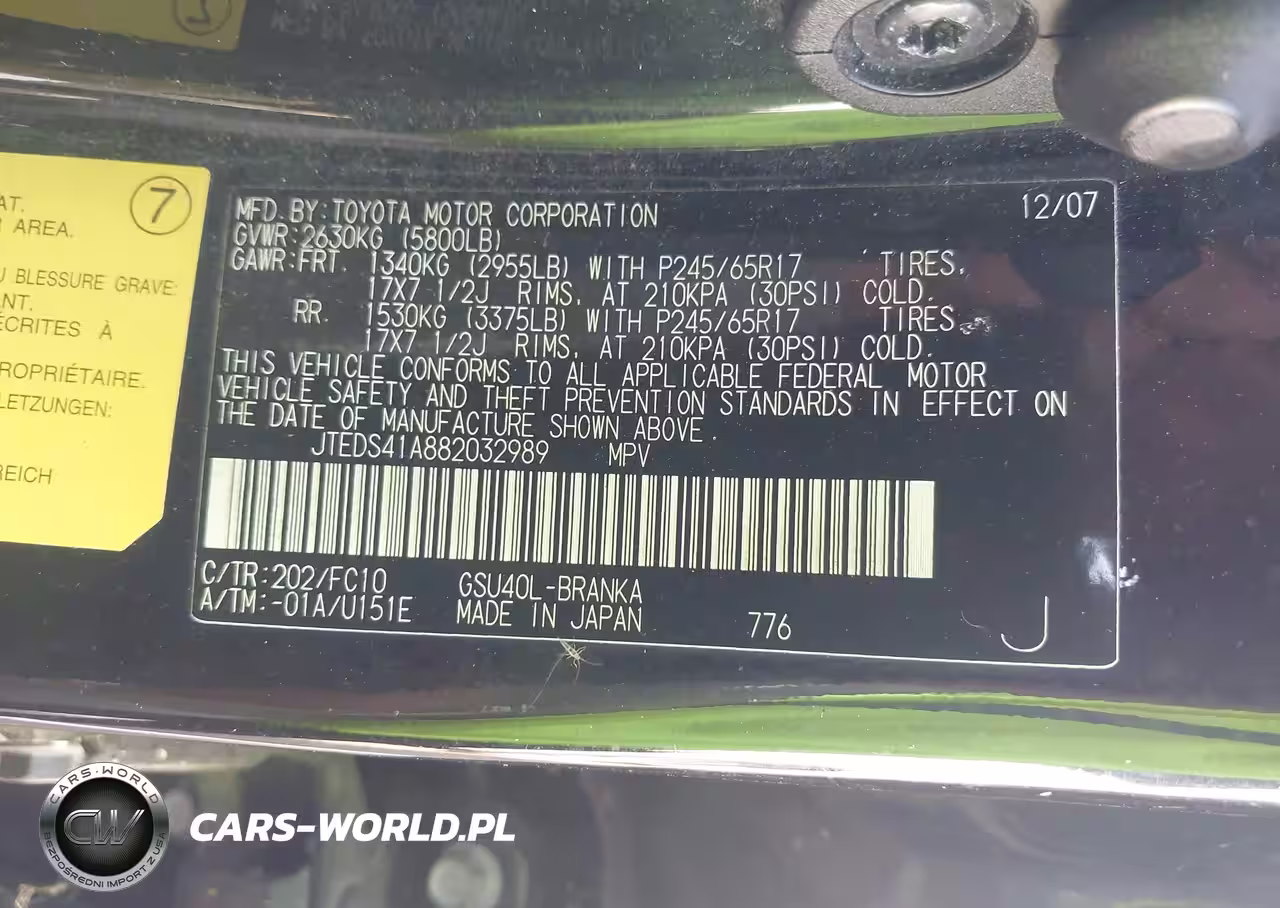 AT.
AREA.
U BLESSURE GRAVE:
ANT.
ÉCRITES À
ROPRIÉTAIRE.
LETZUNGEN:
REICH
7
MFD. BY:TOYOTA MOTOR CORPORATION 12/07
GVWR:2630KG (5800LB)
GAWR:FRT. 1340KG (2955LB) WITH P245/65R17 TIRES,
17X7 1/2J RIMS, AT 210KPA (30PSI) COLD.
RR. 1530KG (3375LB) WITH P245/65R17 TIRES,
17X7 1/2J RIMS, AT 210KPA (30PSI) COLD.
THIS VEHICLE CONFORMS TO ALL APPLICABLE FEDERAL MOTOR
VEHICLE SAFETY AND THEFT PREVENTION STANDARDS IN EFFECT ON
THE DATE OF MANUFACTURE SHOWN ABOVE.
JTEDS41A882032989 MPV
C/TR:202/FC10 GSU40L-BRANKA
A/TM:-01A/U151E MADE IN JAPAN 776 J
CARS-WORLD
CW
BEZPOŚREDNI IMPORT Z USA
CARS-WORLD.PL